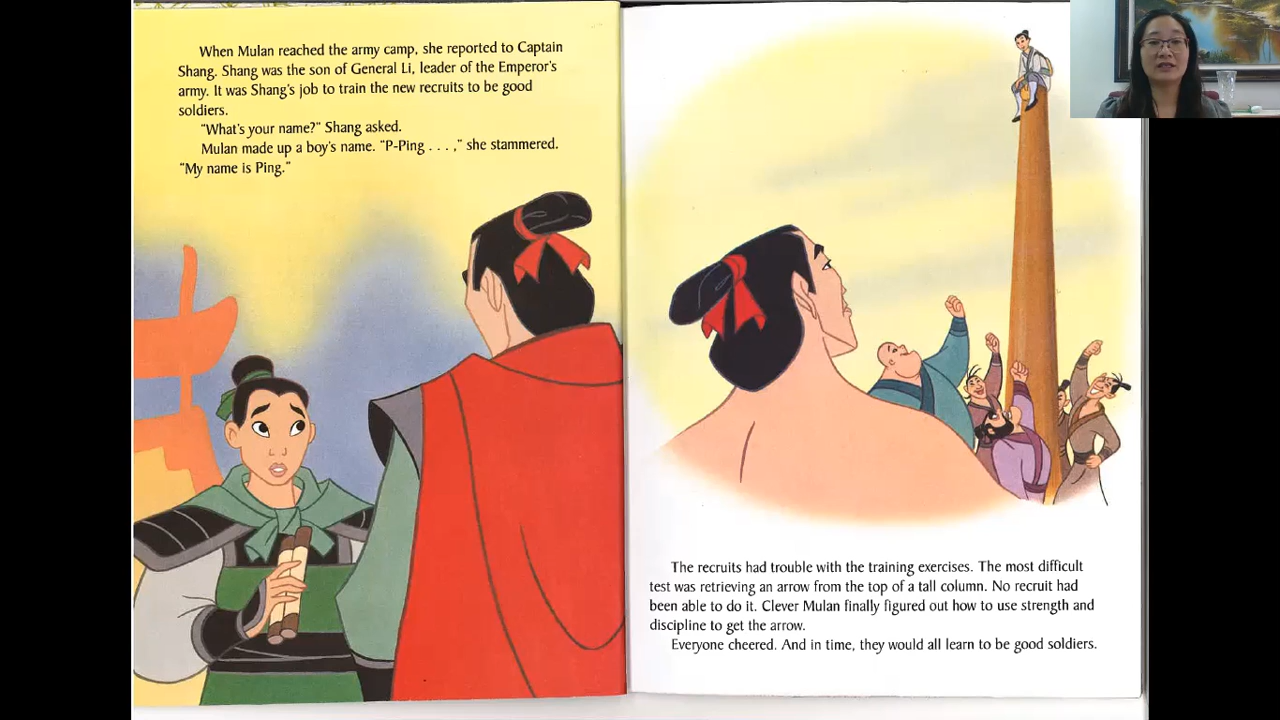 When Mulan reached the army camp, she reported to Captain
Shang. Shang was the son of General Li, leader of the Emperor's
army. It was Shang's job to train the new recruits to be good
soldiers.
"What's your name?" Shang asked.
Mulan made up a boy's name. "P-Ping . . . ," she stammered.
"My name is Ping."
The recruits had trouble with the training exercises. The most difficult
test was retrieving an arrow from the top of a tall column. No recruit had
been able to do it. Clever Mulan finally figured out how to use strength and
discipline to get the arrow.
Everyone cheered. And in time, they would all learn to be good soldiers.